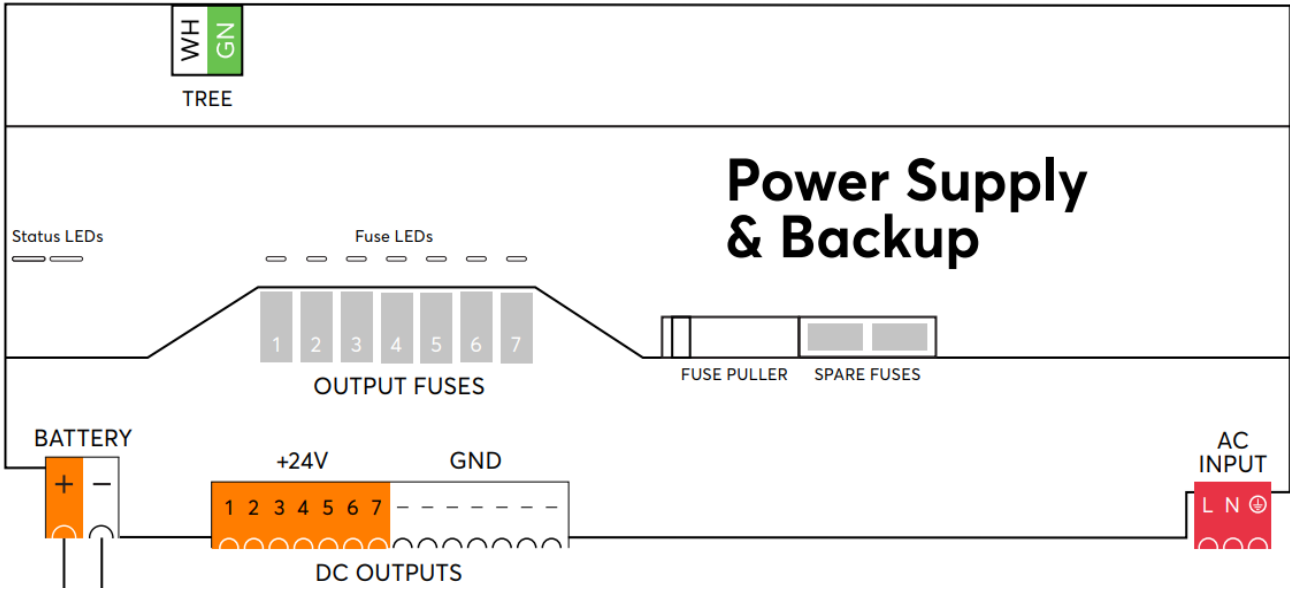 WH
GN
TREE
Power Supply
& Backup
Status LEDs
Fuse LEDs
1 2 3 4 5 6 7
OUTPUT FUSES
FUSE PULLER
SPARE FUSES
BATTERY
+ −
+24V
GND
1 2 3 4 5 6 7 − − − − − − −
DC OUTPUTS
AC
INPUT
L N ⏚